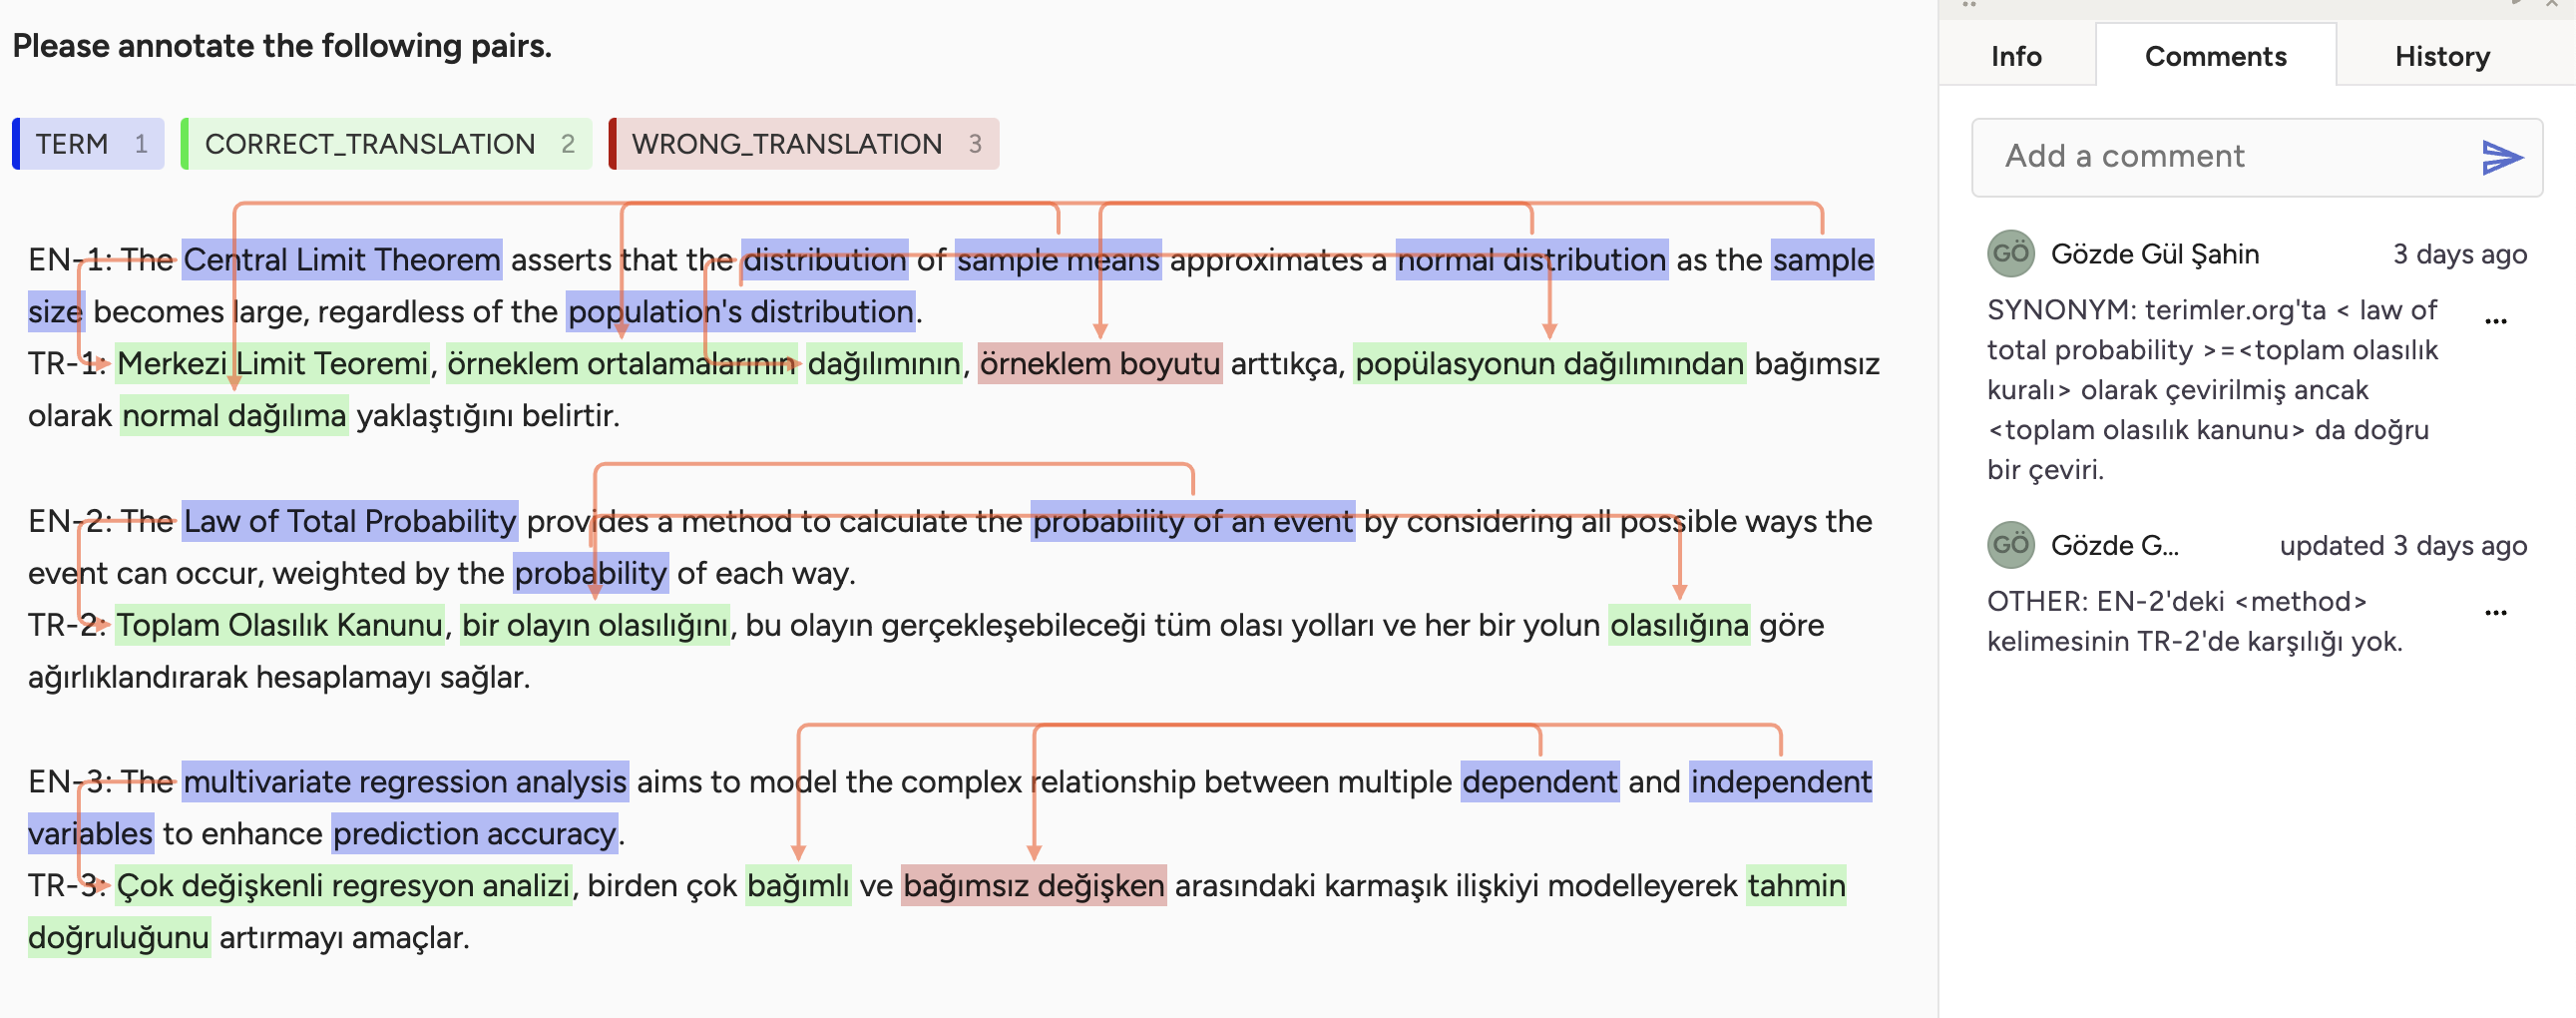 Please annotate the following pairs.
TERM 1 CORRECT_TRANSLATION 2 WRONG_TRANSLATION 3
EN-1: The Central Limit Theorem asserts that the distribution of sample means approximates a normal distribution as the sample
size becomes large, regardless of the population's distribution.
TR-1: Merkezi Limit Teoremi, örneklem ortalamalarının dağılımının, örneklem boyutu arttıkça, popülasyonun dağılımından bağımsız
olarak normal dağılıma yaklaştığını belirtir.
EN-2: The Law of Total Probability provides a method to calculate the probability of an event by considering all possible ways the
event can occur, weighted by the probability of each way.
TR-2: Toplam Olasılık Kanunu, bir olayın olasılığını, bu olayın gerçekleşebileceği tüm olası yolları ve her bir yolun olasılığına göre
ağırlıklandırarak hesaplamayı sağlar.
EN-3: The multivariate regression analysis aims to model the complex relationship between multiple dependent and independent
variables to enhance prediction accuracy.
TR-3: Çok değişkenli regresyon analizi, birden çok bağımlı ve bağımsız değişken arasındaki karmaşık ilişkiyi modelleyerek tahmin
doğruluğunu artırmayı amaçlar.
Info Comments History
Add a comment
GÖ Gözde Gül Şahin 3 days ago
SYNONYM: terimler.org'ta < law of
total probability >=<toplam olasılık
kuralı> olarak çevirilmiş ancak
<toplam olasılık kanunu> da doğru
bir çeviri.
GÖ Gözde G... updated 3 days ago
OTHER: EN-2'deki <method>
kelimesinin TR-2'de karşılığı yok.